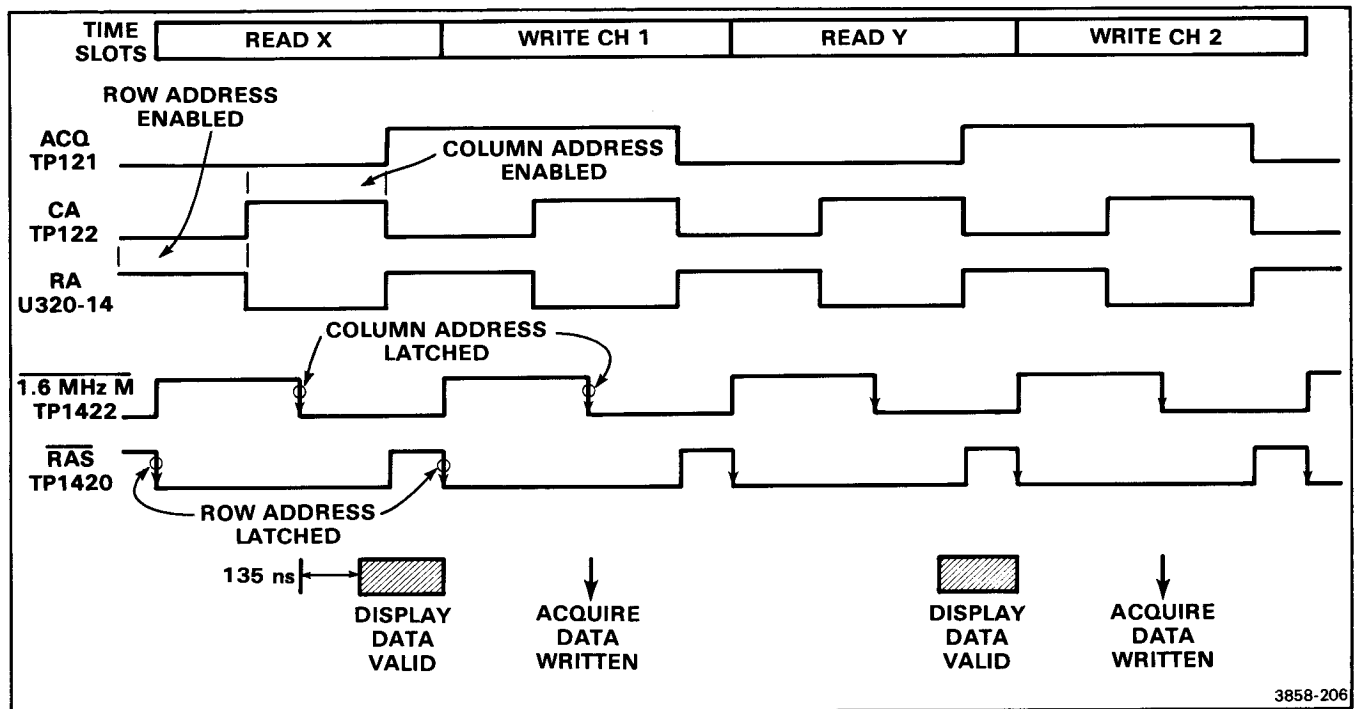 TIME
SLOTS
READ X
WRITE CH 1
READ Y
WRITE CH 2
ROW ADDRESS
ENABLED
ACQ
TP121
COLUMN ADDRESS
ENABLED
CA
TP122
RA
U320-14
COLUMN ADDRESS
LATCHED
1.6 MHz M
TP1422
RAS
TP1420
ROW ADDRESS
LATCHED
135 ns
DISPLAY
DATA
VALID
ACQUIRE
DATA
WRITTEN
DISPLAY
DATA
VALID
ACQUIRE
DATA
WRITTEN
3858-206